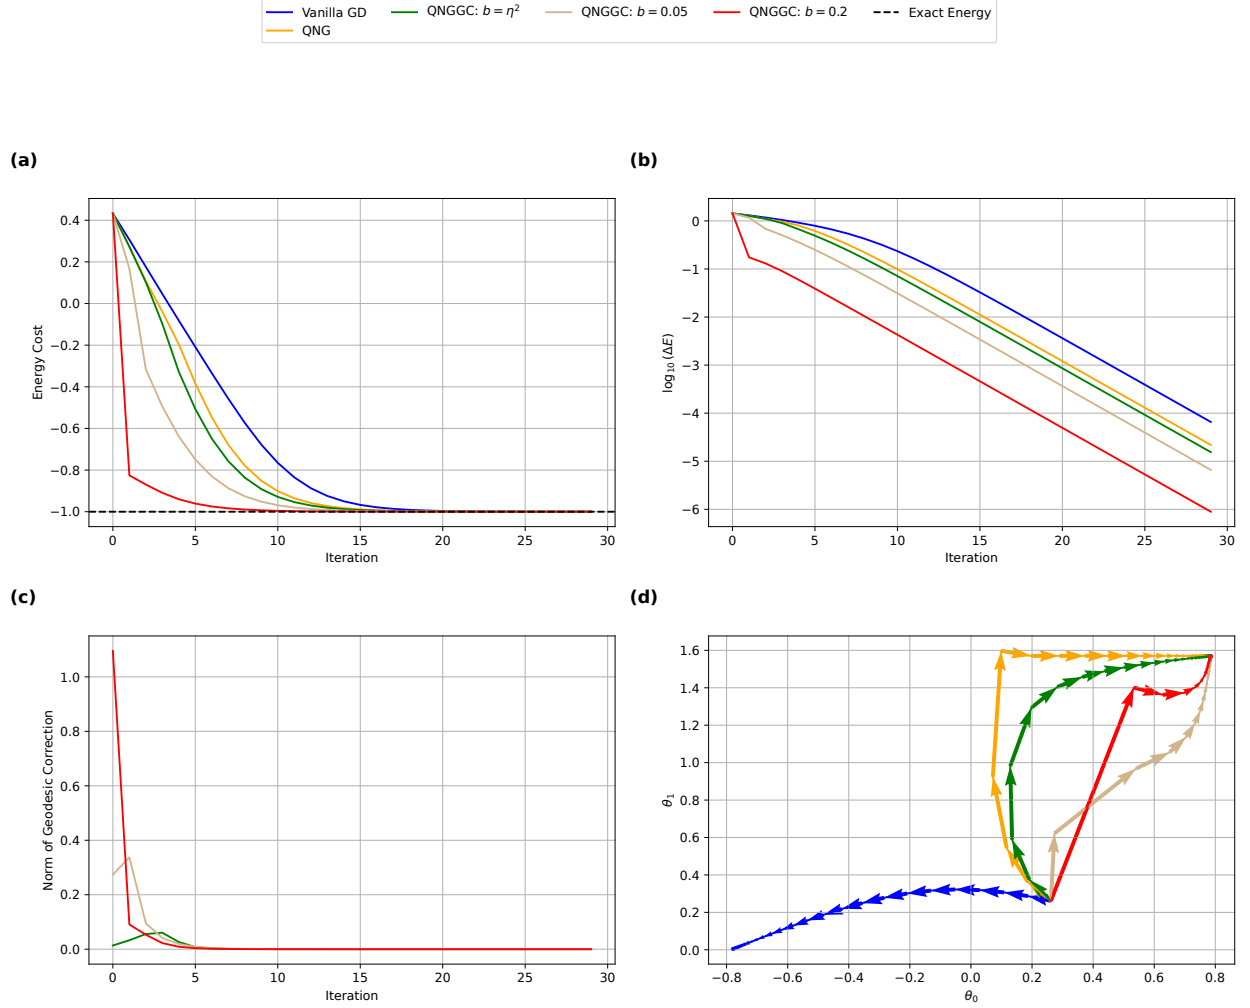 Vanilla GD
QNG
QNGGC: b = η²
QNGGC: b = 0.05
QNGGC: b = 0.2
Exact Energy
(a)
Energy Cost
0.4
0.2
0.0
−0.2
−0.4
−0.6
−0.8
−1.0
0 5 10 15 20 25 30
Iteration
(b)
log₁₀(ΔE)
0
−1
−2
−3
−4
−5
−6
0 5 10 15 20 25 30
Iteration
(c)
Norm of Geodesic Correction
1.0
0.8
0.6
0.4
0.2
0.0
0 5 10 15 20 25 30
Iteration
(d)
θ₁
1.6
1.4
1.2
1.0
0.8
0.6
0.4
0.2
0.0
−0.8 −0.6 −0.4 −0.2 0.0 0.2 0.4 0.6 0.8
θ₀